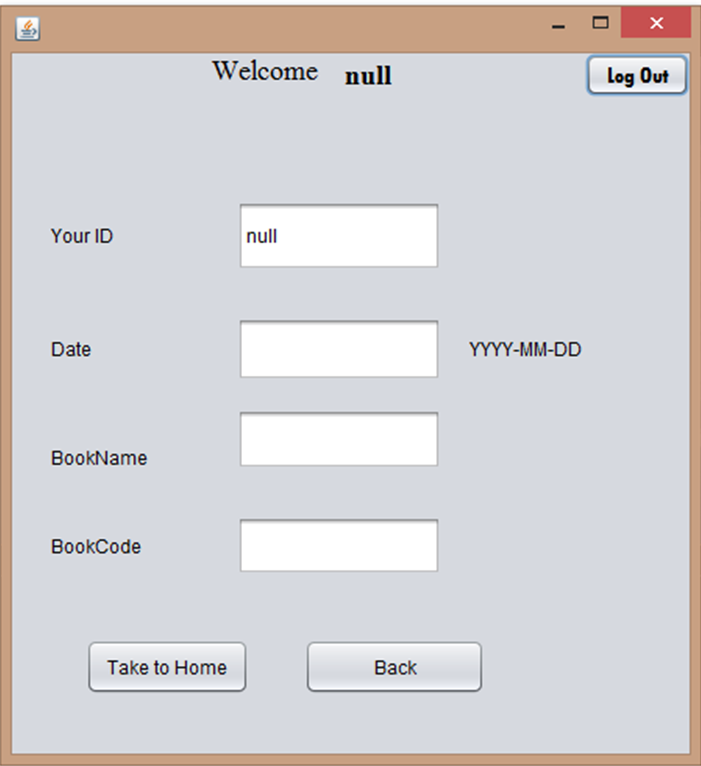 Welcome null Log Out
Your ID null
Date YYYY-MM-DD
BookName
BookCode
Take to Home Back